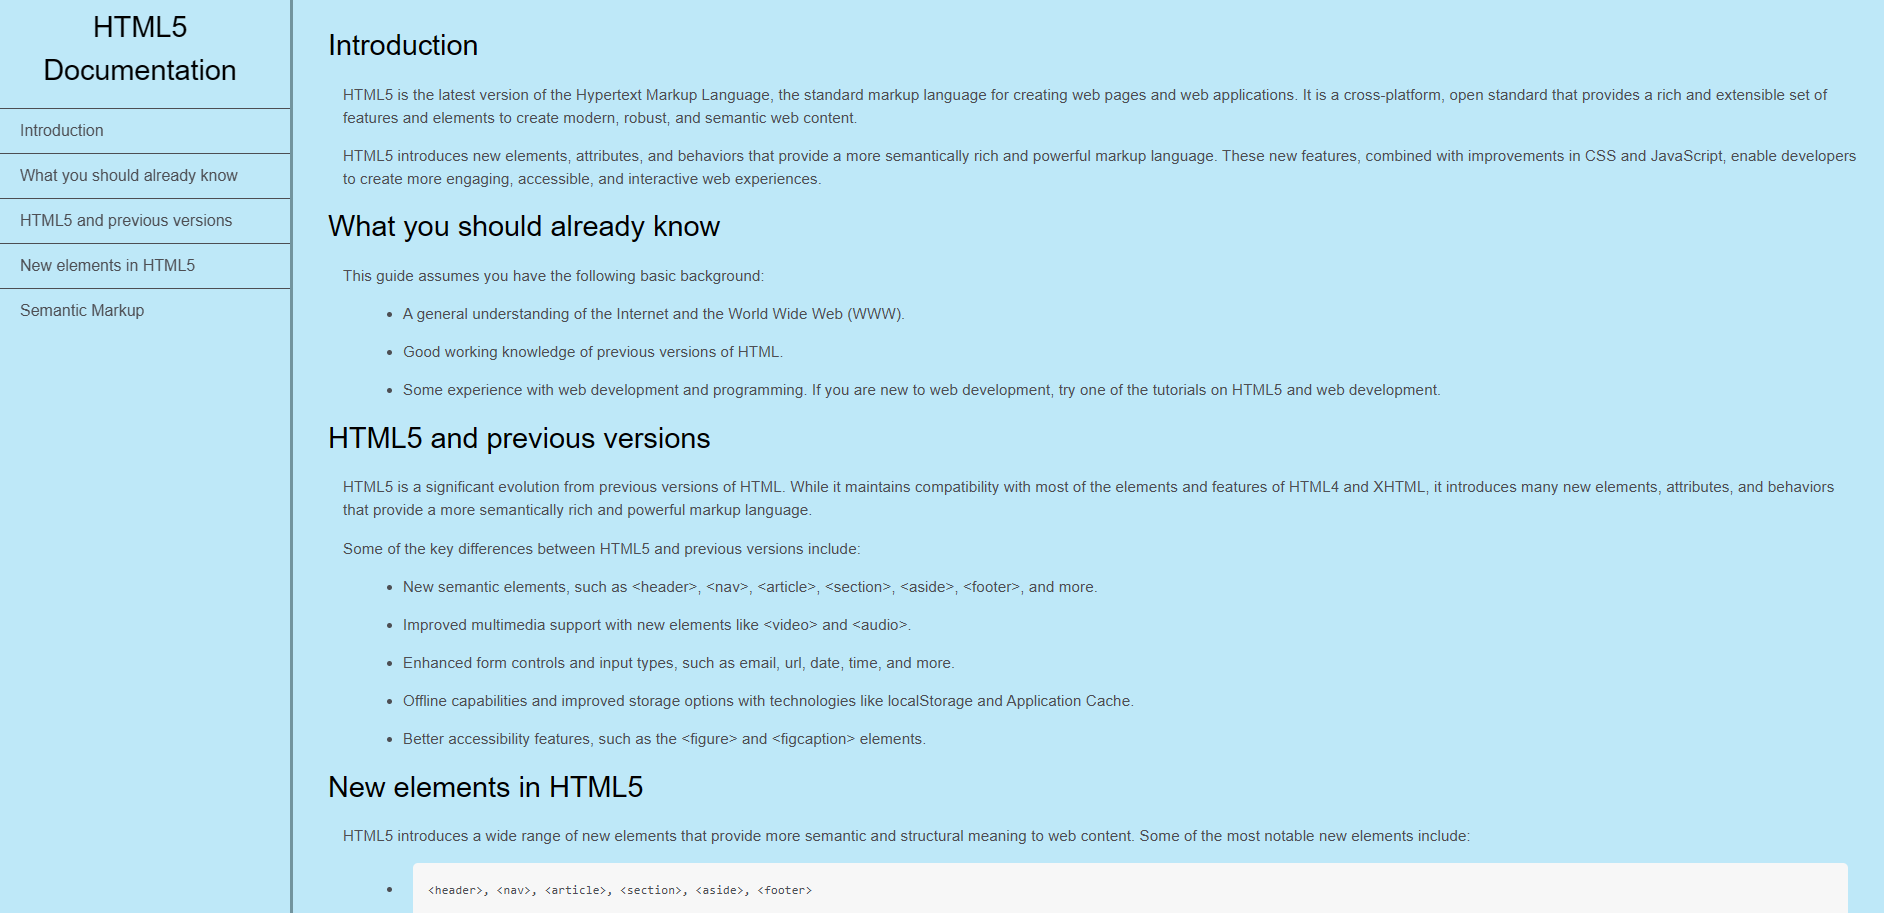 HTML5
Documentation
Introduction
What you should already know
HTML5 and previous versions
New elements in HTML5
Semantic Markup
Introduction
HTML5 is the latest version of the Hypertext Markup Language, the standard markup language for creating web pages and web applications. It is a cross-platform, open standard that provides a rich and extensible set of
features and elements to create modern, robust, and semantic web content.
HTML5 introduces new elements, attributes, and behaviors that provide a more semantically rich and powerful markup language. These new features, combined with improvements in CSS and JavaScript, enable developers
to create more engaging, accessible, and interactive web experiences.
What you should already know
This guide assumes you have the following basic background:
• A general understanding of the Internet and the World Wide Web (WWW).
• Good working knowledge of previous versions of HTML.
• Some experience with web development and programming. If you are new to web development, try one of the tutorials on HTML5 and web development.
HTML5 and previous versions
HTML5 is a significant evolution from previous versions of HTML. While it maintains compatibility with most of the elements and features of HTML4 and XHTML, it introduces many new elements, attributes, and behaviors
that provide a more semantically rich and powerful markup language.
Some of the key differences between HTML5 and previous versions include:
• New semantic elements, such as <header>, <nav>, <article>, <section>, <aside>, <footer>, and more.
• Improved multimedia support with new elements like <video> and <audio>.
• Enhanced form controls and input types, such as email, url, date, time, and more.
• Offline capabilities and improved storage options with technologies like localStorage and Application Cache.
• Better accessibility features, such as the <figure> and <figcaption> elements.
New elements in HTML5
HTML5 introduces a wide range of new elements that provide more semantic and structural meaning to web content. Some of the most notable new elements include:
• <header>, <nav>, <article>, <section>, <aside>, <footer>